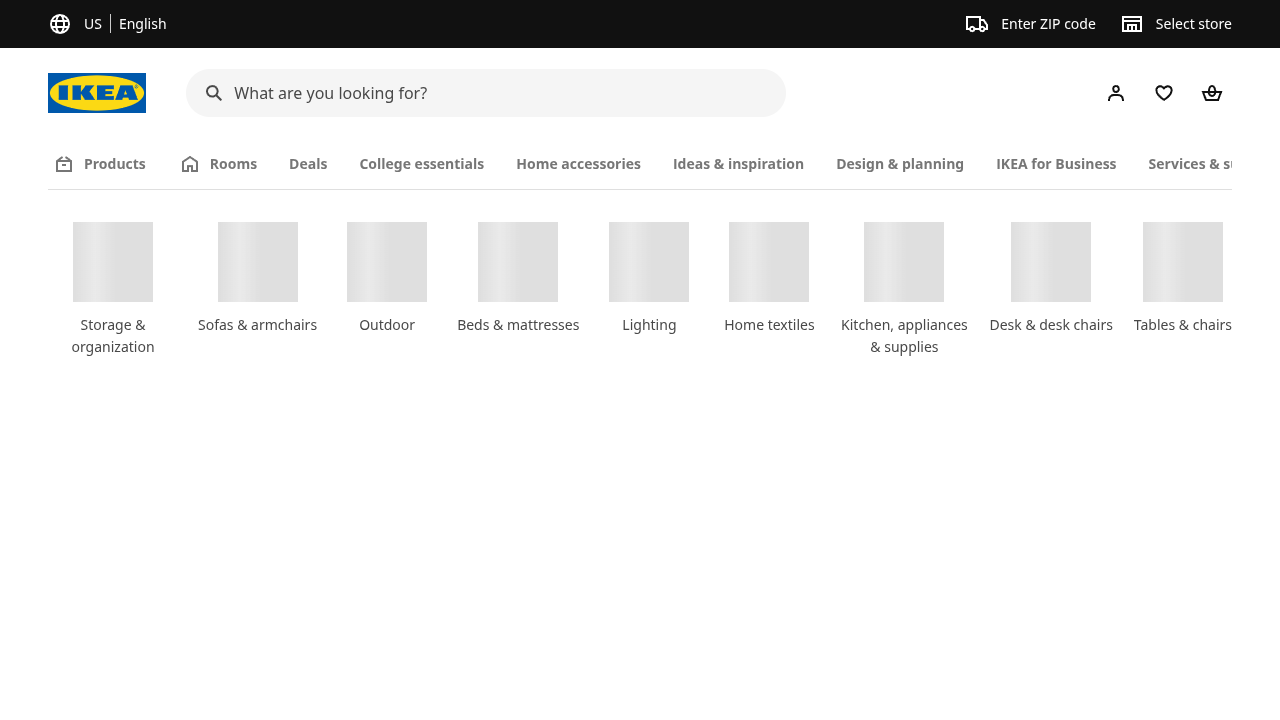 US English
Enter ZIP code
Select store
IKEA
What are you looking for?
Products
Rooms
Deals
College essentials
Home accessories
Ideas & inspiration
Design & planning
IKEA for Business
Services &
Storage &
organization
Sofas & armchairs
Outdoor
Beds & mattresses
Lighting
Home textiles
Kitchen, appliances
& supplies
Desk & desk chairs
Tables & chairs